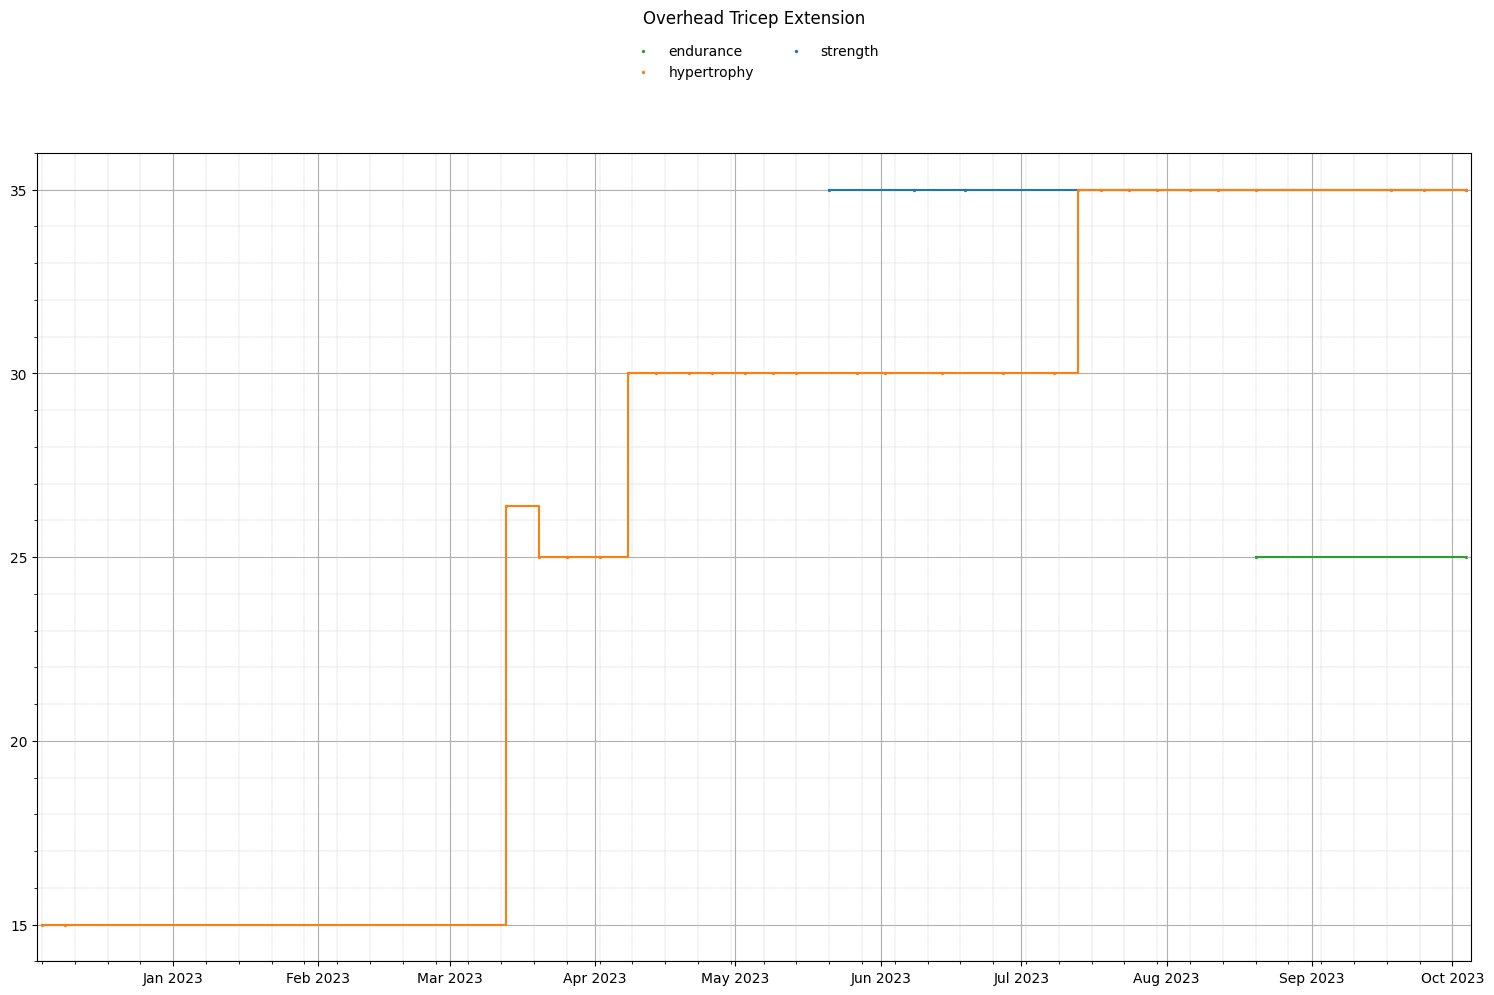 Overhead Tricep Extension
endurance
hypertrophy
strength
35
30
25
20
15
Jan 2023
Feb 2023
Mar 2023
Apr 2023
May 2023
Jun 2023
Jul 2023
Aug 2023
Sep 2023
Oct 2023